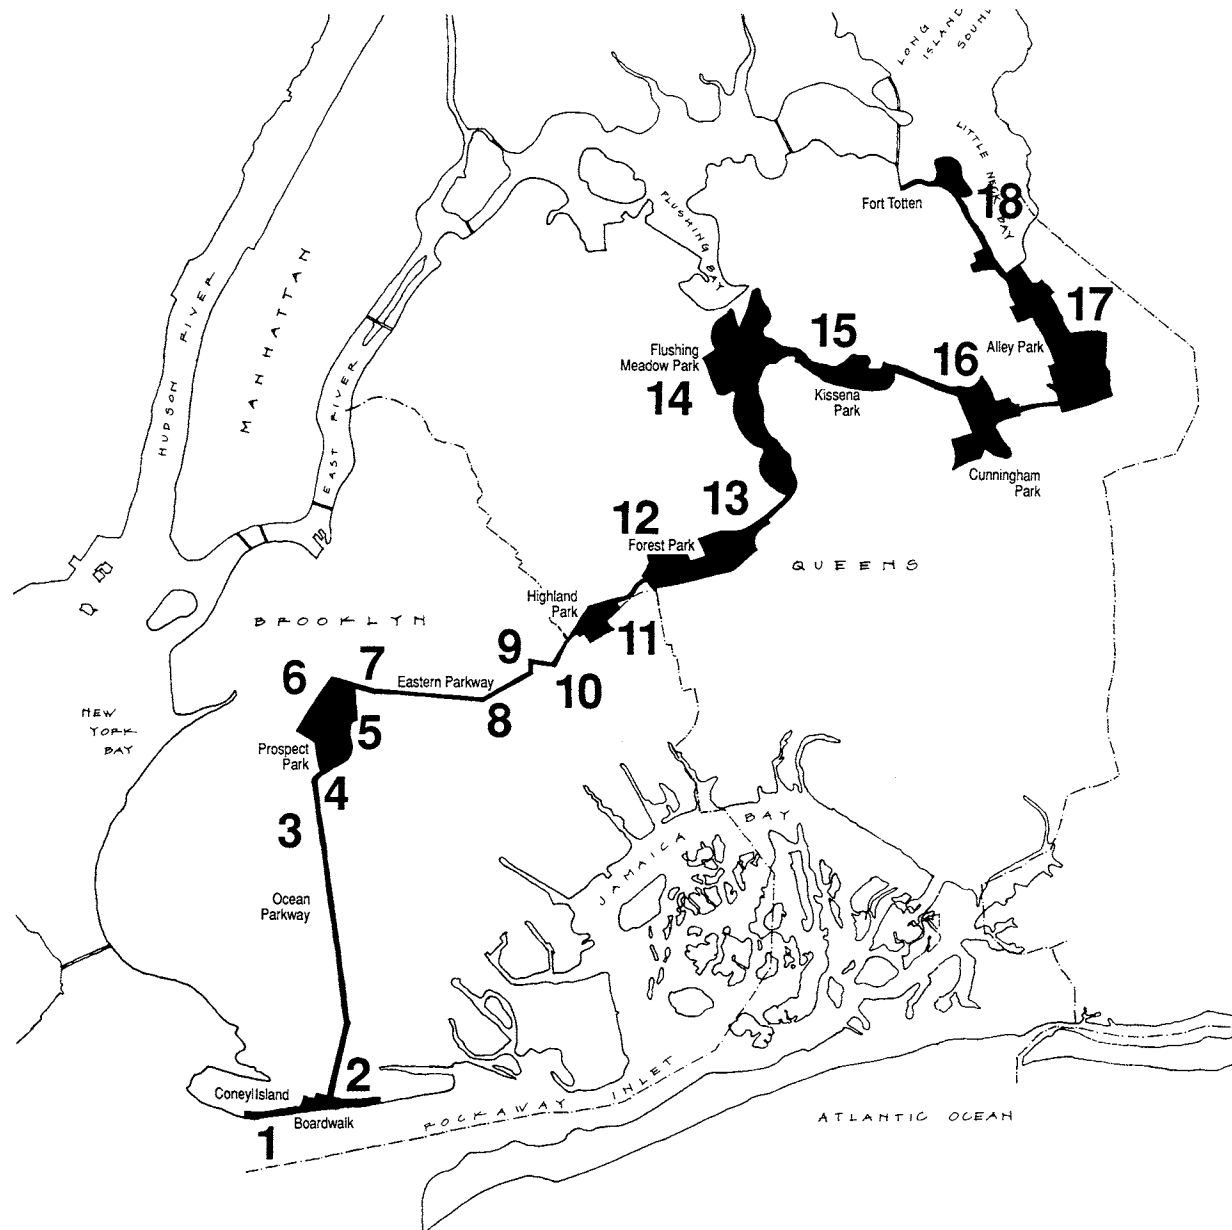 LONG
ISLAND
SOUN
LITTLE NECK BAY
18
Fort Totten
FLUSHING BAY
HUDSON RIVER
MANHATTAN
EAST RIVER
17
15
16
Alley Park
Flushing
Meadow Park
14
Kissena
Park
Cunningham
Park
13
12
Forest Park
QUEENS
Highland
Park
BROOKLYN
11
9
10
6
7
Eastern Parkway
8
NEW
YORK
BAY
5
Prospect
Park
4
3
JAMAICA BAY
Ocean
Parkway
2
ConeyIsland
Boardwalk
1
ROCKAWAY INLET
ATLANTIC OCEAN